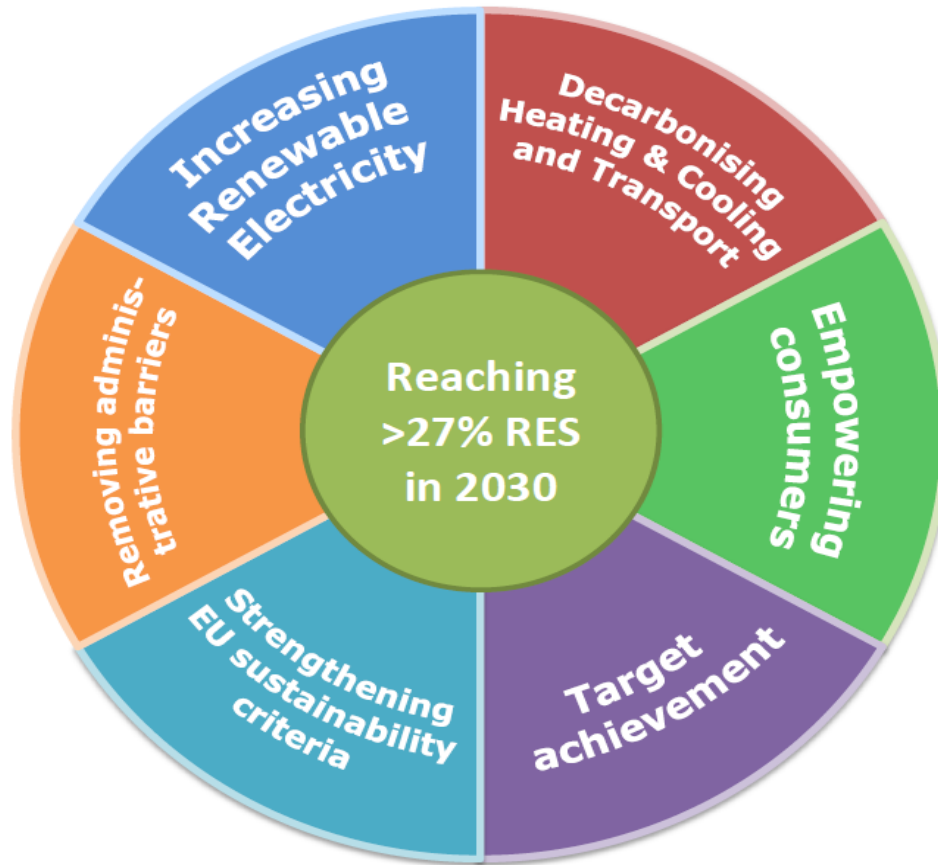 Increasing
Renewable
Electricity
Decarbonising
Heating & Cooling
and Transport
Empowering
consumers
Target
achievement
Strengthening
EU sustainability
criteria
Removing adminis-
trative barriers
Reaching
>27% RES
in 2030